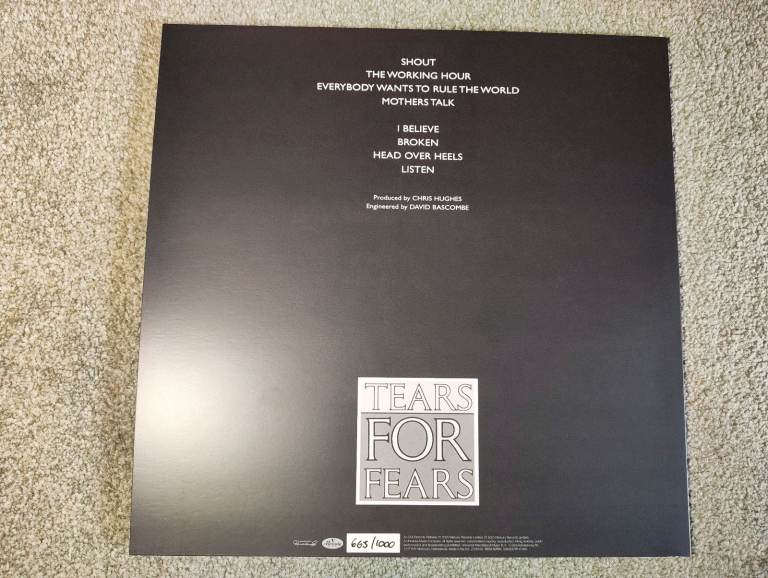 SHOUT
THE WORKING HOUR
EVERYBODY WANTS TO RULE THE WORLD
MOTHERS TALK
I BELIEVE
BROKEN
HEAD OVER HEELS
LISTEN
Produced by CHRIS HUGHES
Engineered by DAVID BASCOMBE
TEARS
FOR
FEARS
665/1000